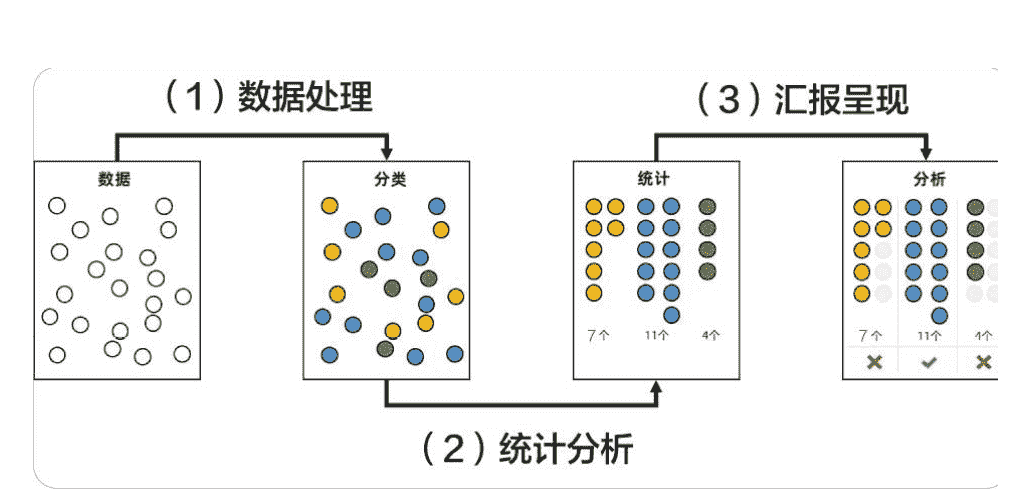 （1）数据处理
（3）汇报呈现
数据
分类
统计
分析
7个
11个
4个
7个
11个
4个
（2）统计分析